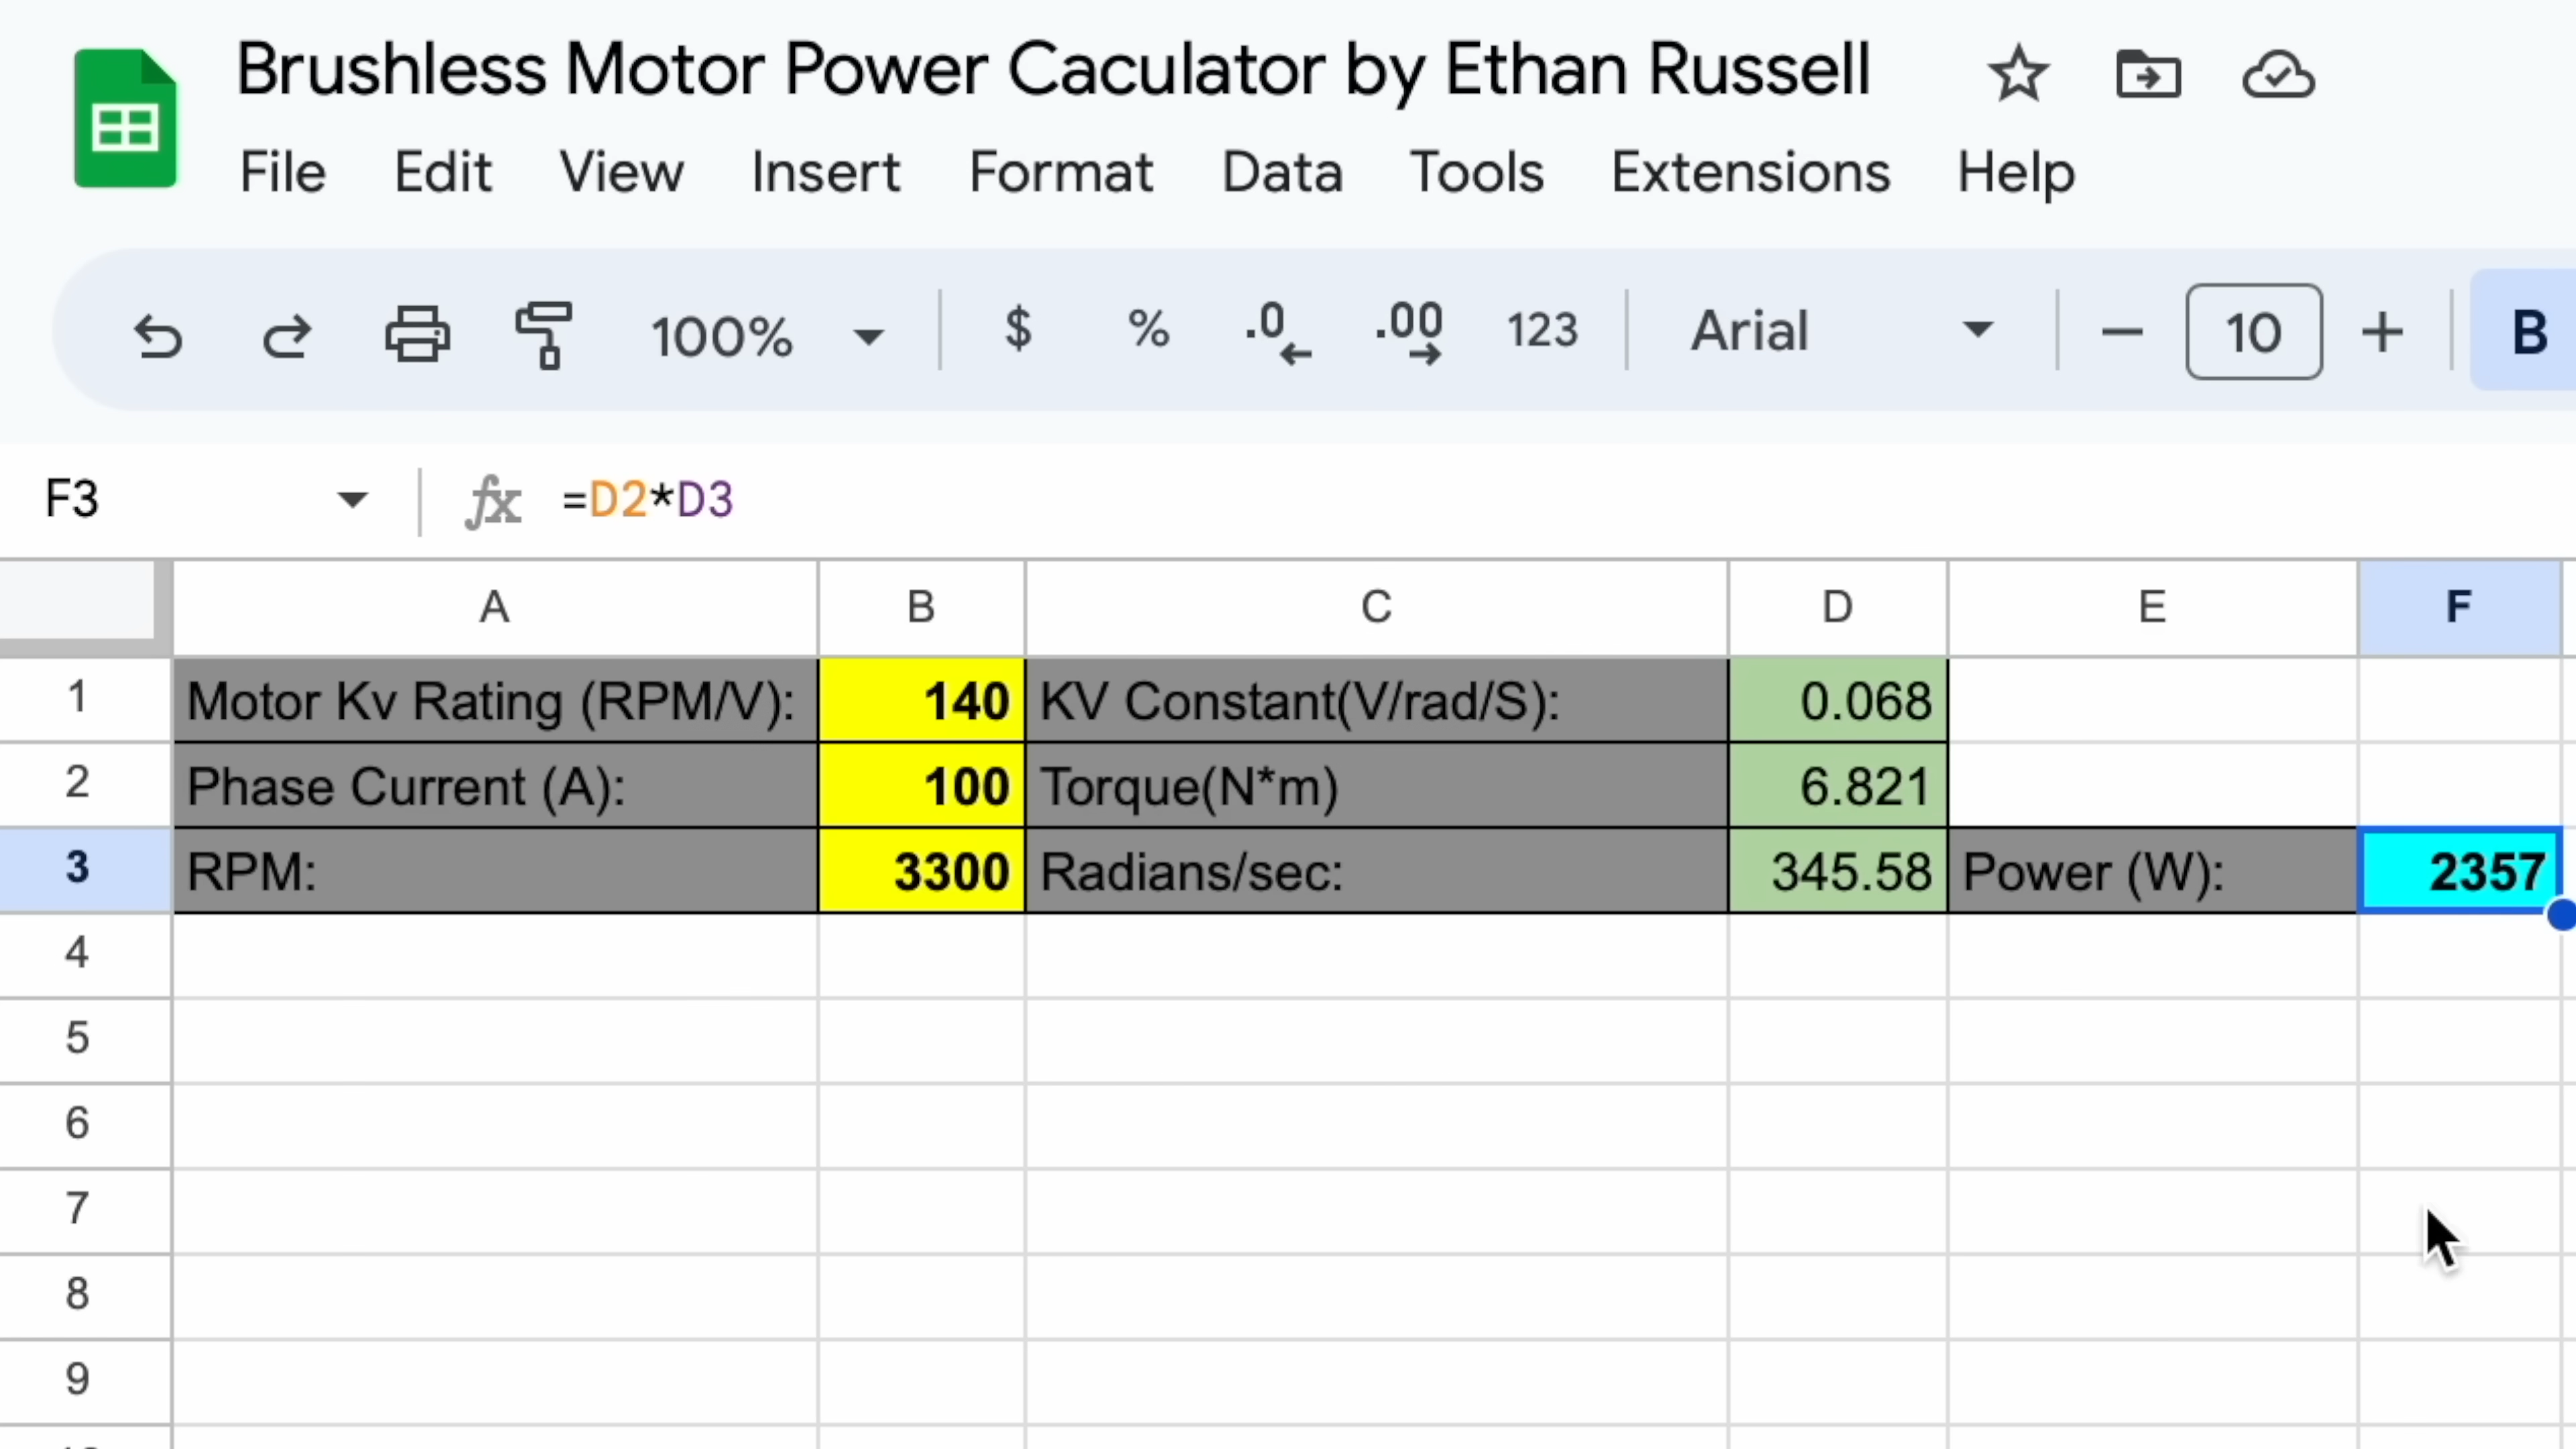 Brushless Motor Power Caculator by Ethan Russell
File Edit View Insert Format Data Tools Extensions Help
100% $ % .0 .00 123 Arial 10 B
F3 fx =D2*D3
A B C D E F
1 Motor Kv Rating (RPM/V): 140 KV Constant(V/rad/S): 0.068
2 Phase Current (A): 100 Torque(N*m) 6.821
3 RPM: 3300 Radians/sec: 345.58 Power (W): 2357
4
5
6
7
8
9